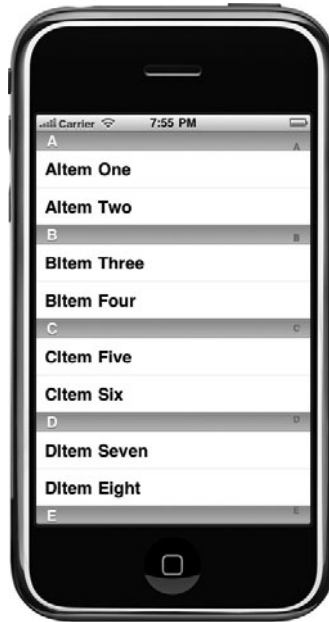 Carrier 7:55 PM
A A
AItem One
AItem Two
B B
BItem Three
BItem Four
C C
CItem Five
CItem Six
D D
DItem Seven
DItem Eight
E E